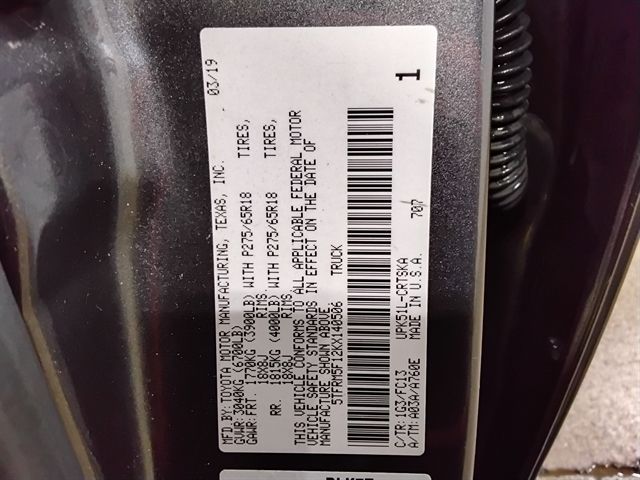 MFD.BY:TOYOTA MOTOR MANUFACTURING, TEXAS, INC. 03/19
GVWR:3040KG (6700LB)
GAWR:FRT. 1770KG (3900LB) WITH P275/65R18 TIRES,
18X8J RIMS
RR. 1815KG (4000LB) WITH P275/65R18 TIRES,
18X8J RIMS
THIS VEHICLE CONFORMS TO ALL APPLICABLE FEDERAL MOTOR
VEHICLE SAFETY STANDARDS IN EFFECT ON THE DATE OF
MANUFACTURE SHOWN ABOVE.
5TFRM5F12KX140506 TRUCK
C/TR:1G3/FC13 UPK51L-CRTSKA 707
A/TM:A03A/A760E MADE IN U.S.A. 1